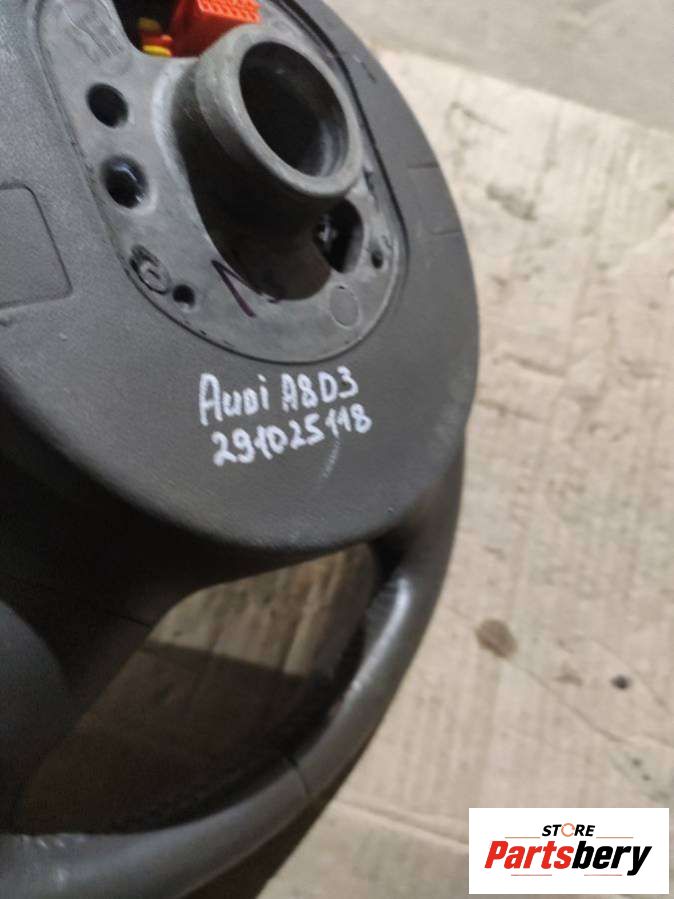 AUDI A8D3
291025118
STORE
Partsbery